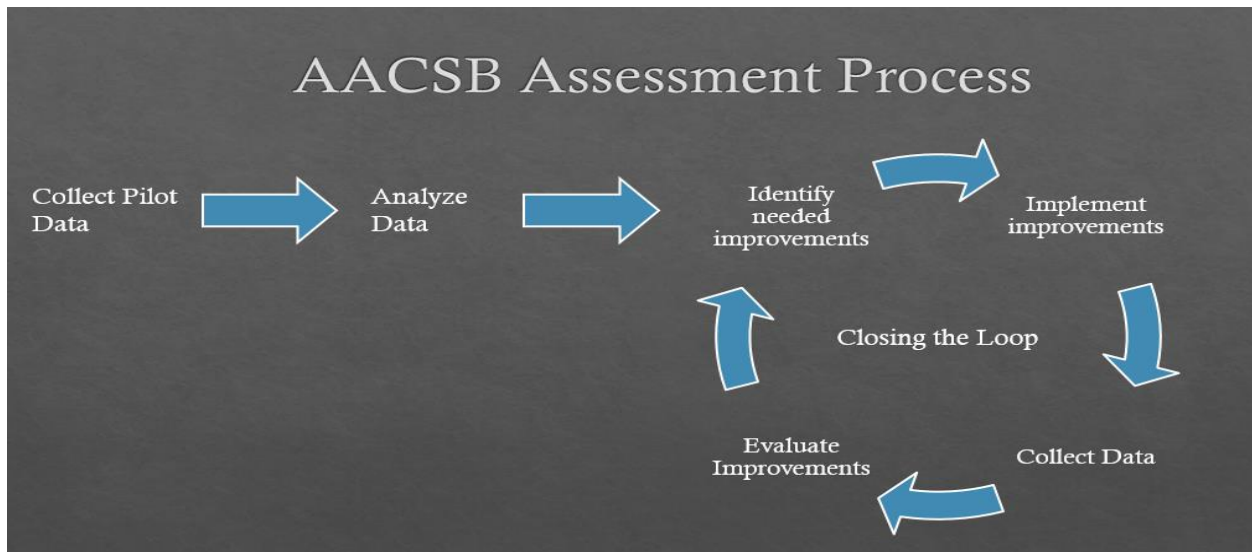 AACSB Assessment Process
Collect Pilot
Data
Analyze
Data
Identify
needed
improvements
Implement
improvements
Closing the Loop
Evaluate
Improvements
Collect Data